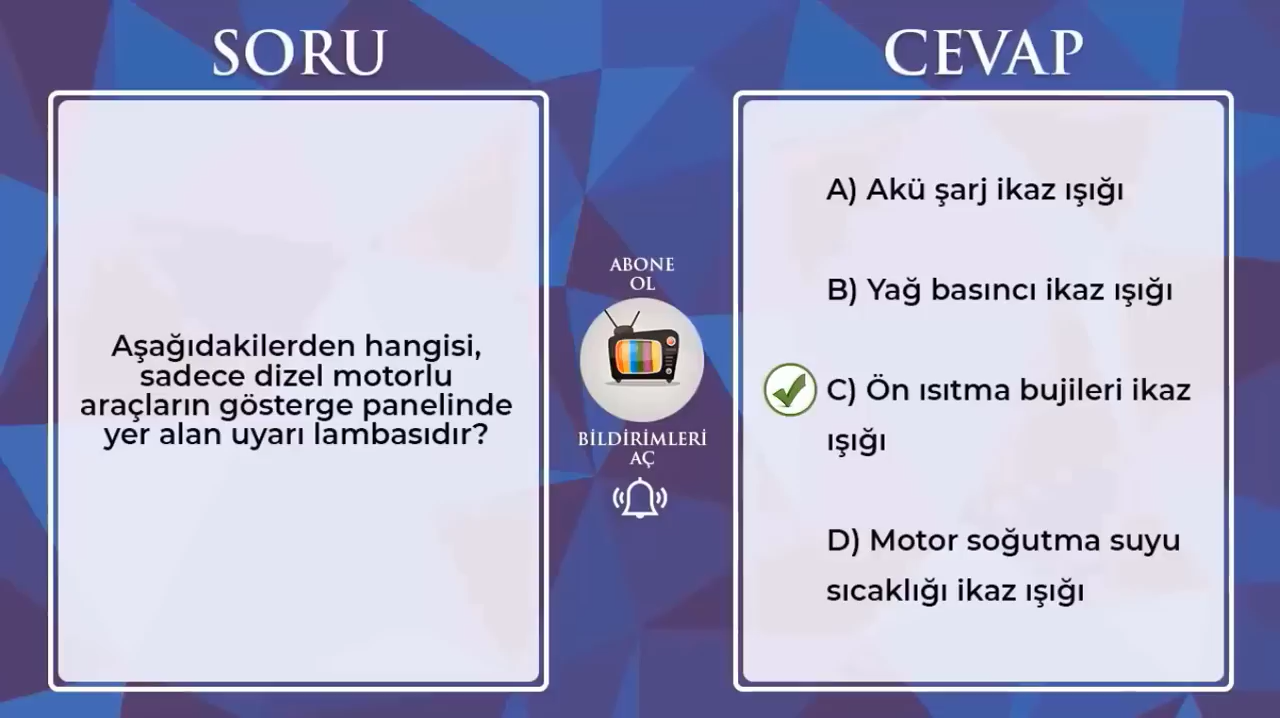 SORU
Aşağıdakilerden hangisi,
sadece dizel motorlu
araçların gösterge panelinde
yer alan uyarı lambasıdır?
ABONE
OL
BİLDİRİMLERİ
AÇ
CEVAP
A) Akü şarj ikaz ışığı
B) Yağ basıncı ikaz ışığı
C) Ön ısıtma bujileri ikaz
ışığı
D) Motor soğutma suyu
sıcaklığı ikaz ışığı